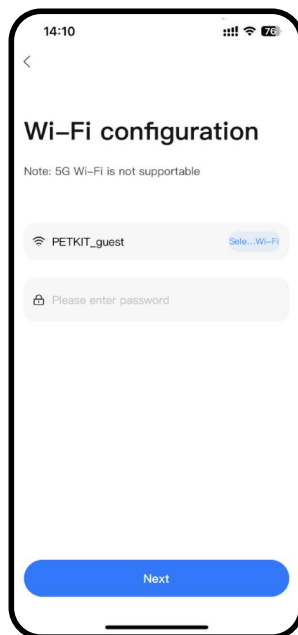 14:10
76
Wi-Fi configuration
Note: 5G Wi-Fi is not supportable
PETKIT_guest
Sele...Wi-Fi
Please enter password
Next